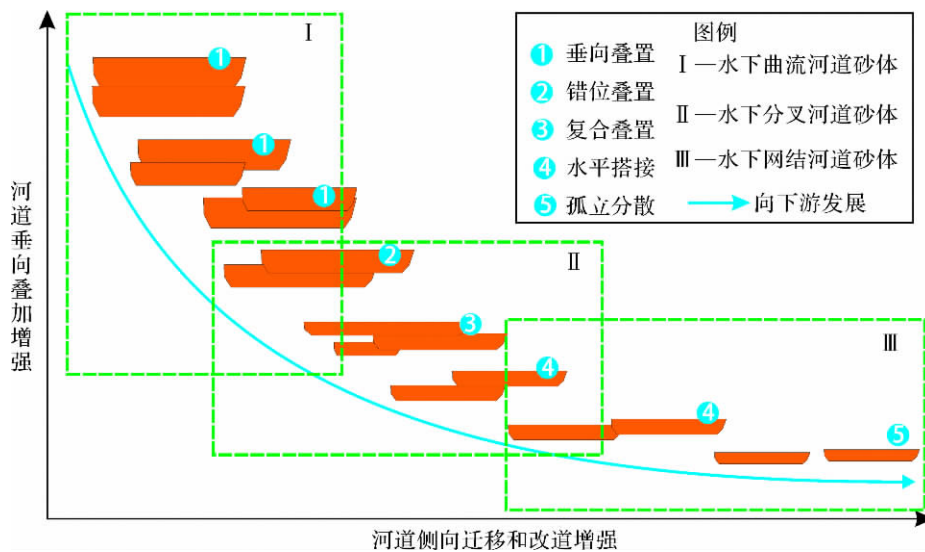 Ⅰ
1
1
1
Ⅱ
2
3
4
Ⅲ
4
5
图例
1 垂向叠置
2 错位叠置
3 复合叠置
4 水平搭接
5 孤立分散
Ⅰ—水下曲流河道砂体
Ⅱ—水下分叉河道砂体
Ⅲ—水下网结河道砂体
向下游发展
河道垂向叠加增强
河道侧向迁移和改道增强